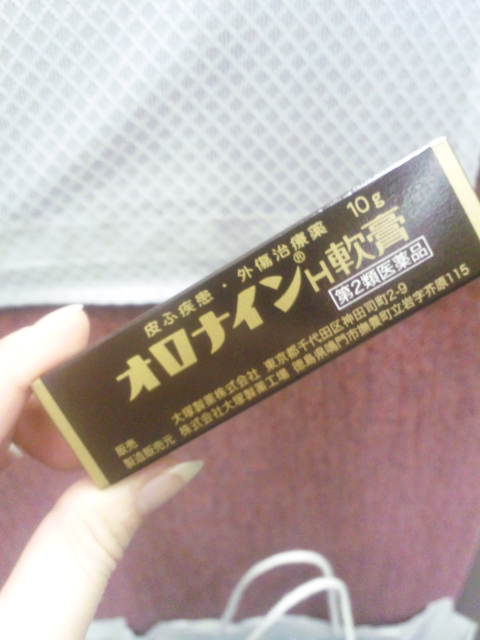 皮ふ疾患・外傷治療薬 10g
オロナイン®H軟膏
第2類医薬品
販売 大塚製薬株式会社 東京都千代田区神田司町2-9
製造販売元 株式会社大塚製薬工場 徳島県鳴門市撫養町立岩字芥原115